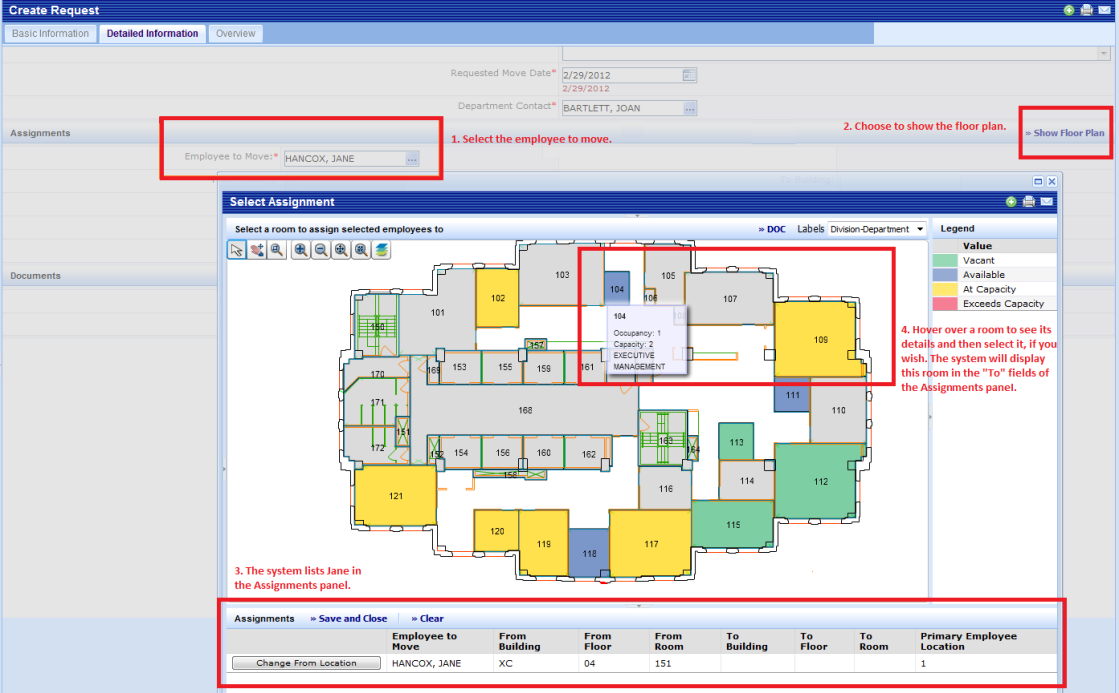 Create Request
Basic Information
Detailed Information
Overview
Requested Move Date*
2/29/2012
2/29/2012
Department Contact*
BARTLETT, JOAN
...
Assignments
1. Select the employee to move.
2. Choose to show the floor plan.
» Show Floor Plan
Employee to Move:*
HANCOX, JANE
...
To Building:
Select Assignment
Select a room to assign selected employees to
» DOC
Labels
Division-Department
Legend
Value
Vacant
Available
At Capacity
Exceeds Capacity
Documents
103
105
104
106
107
102
101
104
Occupancy: 1
Capacity: 2
EXECUTIVE
MANAGEMENT
109
4. Hover over a room to see its
details and then select it, if you
wish. The system will display
this room in the "To" fields of
the Assignments panel.
157
169
153
155
159
161
170
111
171
110
168
151
172
152
154
156
160
162
163
164
113
158
114
112
116
121
115
120
119
118
117
3. The system lists Jane in
the Assignments panel.
Assignments
» Save and Close
» Clear
Employee to Move
From Building
From Floor
From Room
To Building
To Floor
To Room
Primary Employee Location
Change From Location
HANCOX, JANE
XC
04
151
1